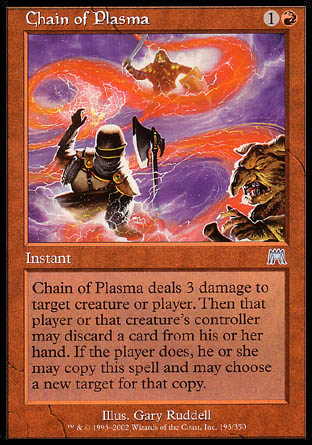 Chain of Plasma 1
Instant
Chain of Plasma deals 3 damage to
target creature or player. Then that
player or that creature's controller
may discard a card from his or her
hand. If the player does, he or she
may copy this spell and may choose
a new target for that copy.
Illus. Gary Ruddell
™ & © 1993–2002 Wizards of the Coast, Inc. 193/350